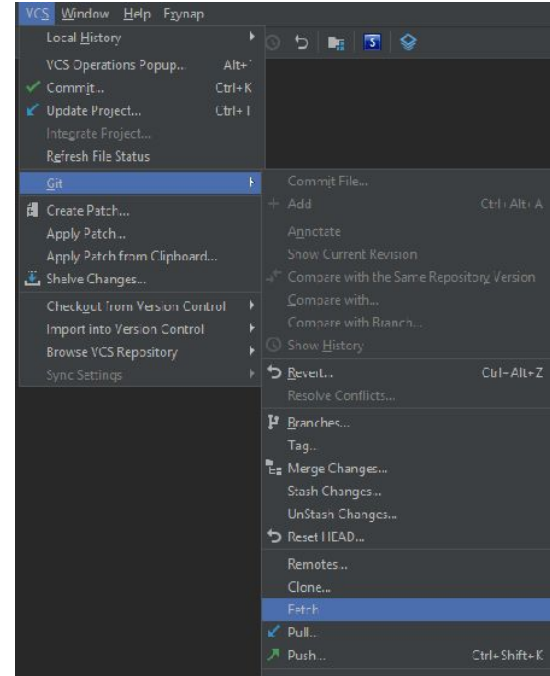 VCS Window Help Fsynap
Local History
VCS Operations Popup... Alt+`
Commit... Ctrl+K
Update Project... Ctrl+T
Integrate Project...
Refresh File Status
Git
Create Patch...
Apply Patch...
Apply Patch from Clipboard...
Shelve Changes...
Checkout from Version Control
Import into Version Control
Browse VCS Repository
Sync Settings
Commit File...
Add Ctrl+Alt+A
Annotate
Show Current Revision
Compare with the Same Repository Version
Compare with...
Compare with Branch...
Show History
Revert... Ctrl+Alt+Z
Resolve Conflicts...
Branches...
Tag...
Merge Changes...
Stash Changes...
UnStash Changes...
Reset HEAD...
Remotes...
Clone...
Fetch
Pull...
Push... Ctrl+Shift+K